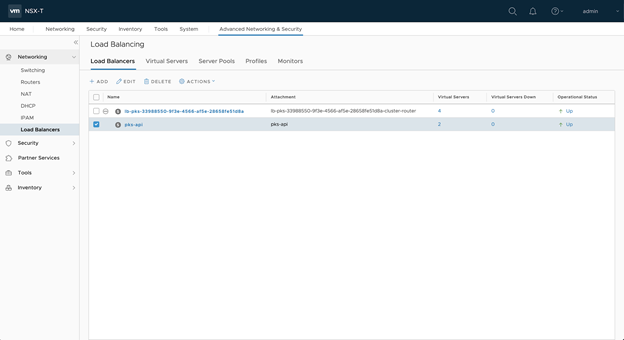 vm NSX-T admin
Home Networking Security Inventory Tools System Advanced Networking & Security
Networking
Switching
Routers
NAT
DHCP
IPAM
Load Balancers
Security
Partner Services
Tools
Inventory
Load Balancing
Load Balancers Virtual Servers Server Pools Profiles Monitors
+ ADD EDIT DELETE ACTIONS
Name Attachment Virtual Servers Virtual Servers Down Operational Status
lb-pks-33988550-9f3e-4566-af5e-28658fe51d8a lb-pks-33988550-9f3e-4566-af5e-28658fe51d8a-cluster-router 4 0 Up
pks-api pks-api 2 0 Up